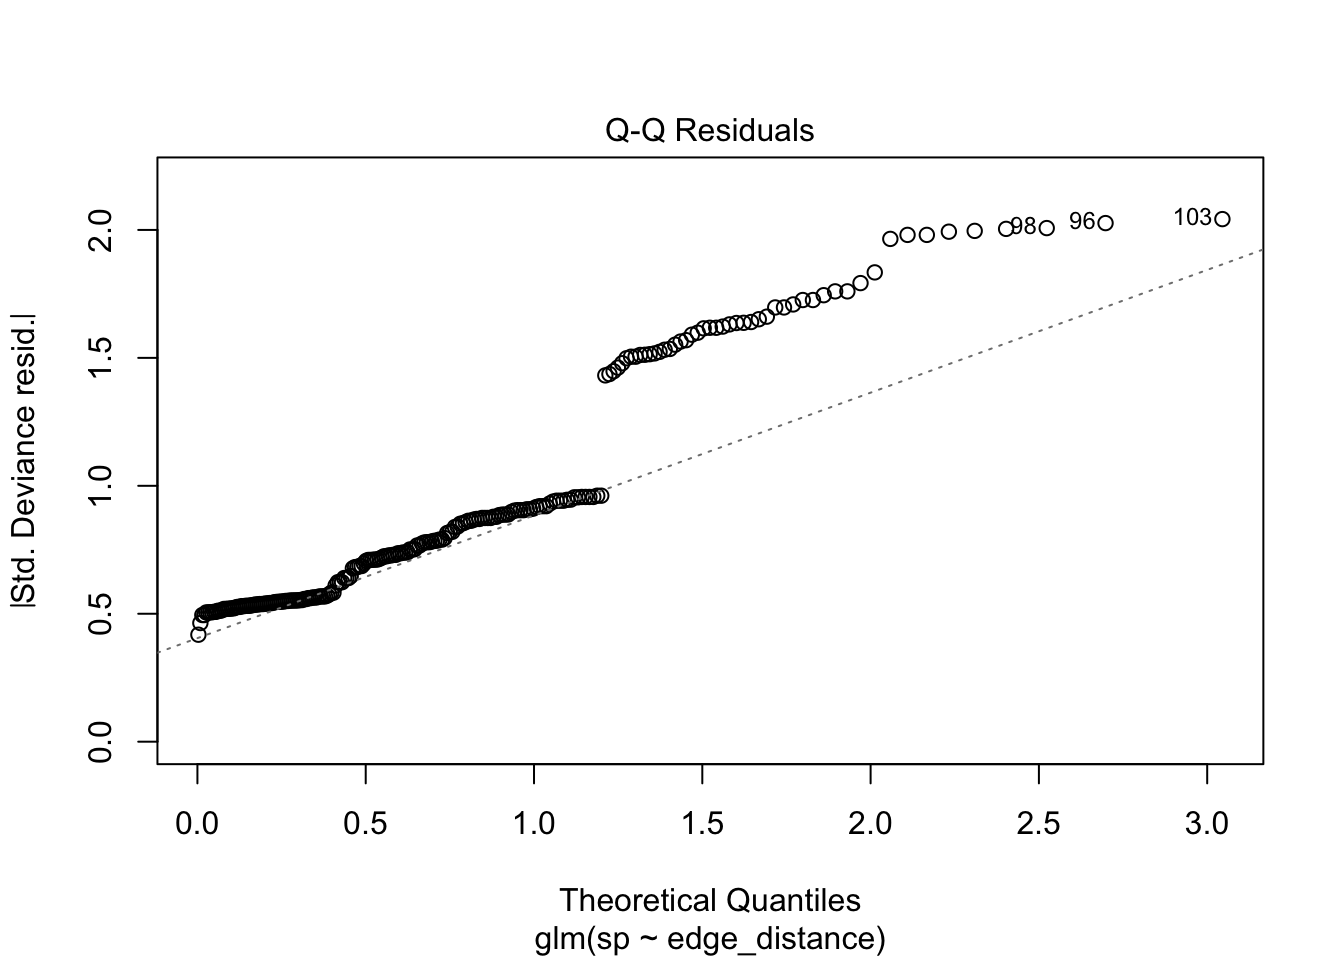 Q-Q Residuals
|Std. Deviance resid.|
2.0
1.5
1.0
0.5
0.0
98
96
103
0.0 0.5 1.0 1.5 2.0 2.5 3.0
Theoretical Quantiles
glm(sp ~ edge_distance)